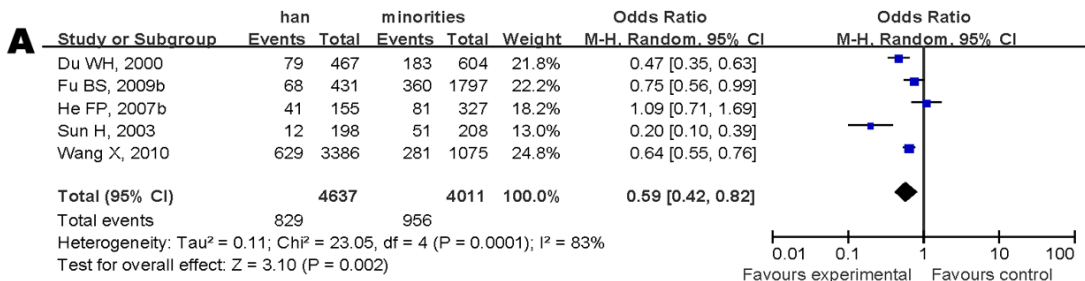 han minorities Odds Ratio Odds Ratio
A Study or Subgroup Events Total Events Total Weight M-H, Random, 95% CI M-H, Random, 95% CI
Du WH, 2000 79 467 183 604 21.8% 0.47 [0.35, 0.63]
Fu BS, 2009b 68 431 360 1797 22.2% 0.75 [0.56, 0.99]
He FP, 2007b 41 155 81 327 18.2% 1.09 [0.71, 1.69]
Sun H, 2003 12 198 51 208 13.0% 0.20 [0.10, 0.39]
Wang X, 2010 629 3386 281 1075 24.8% 0.64 [0.55, 0.76]
Total (95% CI) 4637 4011 100.0% 0.59 [0.42, 0.82]
Total events 829 956
Heterogeneity: Tau² = 0.11; Chi² = 23.05, df = 4 (P = 0.0001); I² = 83%
Test for overall effect: Z = 3.10 (P = 0.002)
0.01 0.1 1 10 100
Favours experimental Favours control